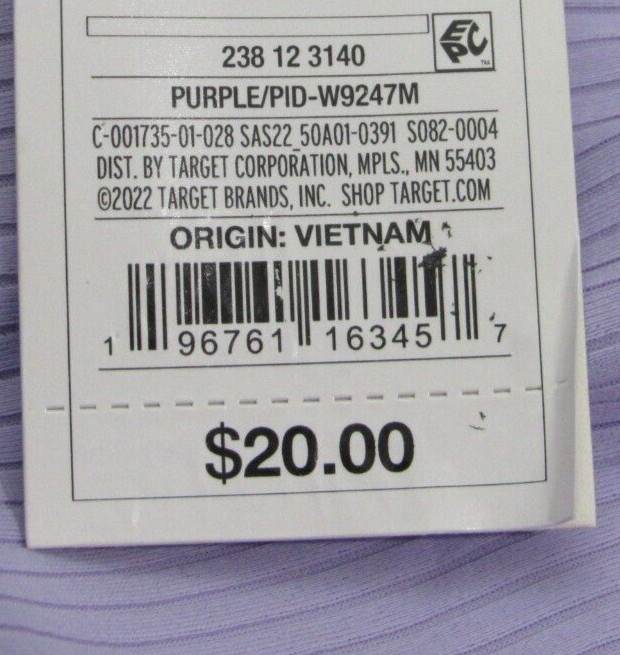 EPC
238 12 3140
PURPLE/PID-W9247M
C-001735-01-028 SAS22_50A01-0391 S082-0004
DIST. BY TARGET CORPORATION, MPLS., MN 55403
©2022 TARGET BRANDS, INC. SHOP TARGET.COM
ORIGIN: VIETNAM
1 96761 16345 7
$20.00